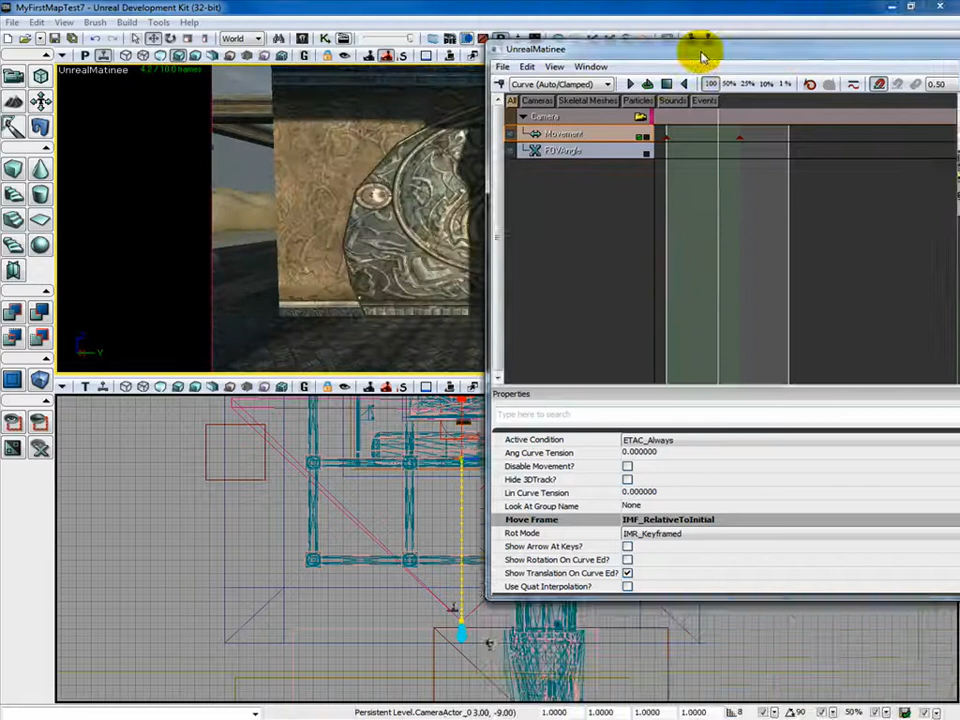 MyFirstMapTest7 - Unreal Development Kit (32-bit
File Edit View Brush Build Tools Help
World
UnrealMatinee
P
G
S
UnrealMatinee
File Edit View Window
Curve (Auto/Clamped)
100 50% 25% 10% 1%
0.50
All Cameras Skeletal Meshes Particles Sounds Events
Camera
Movement
FOVAngle
Z
Y
T
G
S
Properties
Type here to search
Active Condition ETAC_Always
Ang Curve Tension 0.000000
Disable Movement?
Hide 3DTrack?
Lin Curve Tension 0.000000
Look At Group Name None
Move Frame IMF_RelativeToInitial
Rot Mode IMR_Keyframed
Show Arrow At Keys?
Show Rotation On Curve Ed?
Show Translation On Curve Ed?
Use Quat Interpolation?
Persistent Level.CameraActor_0 3.00, -9.00)
1.0000 1.0000 1.0000 1.0000
8
90
50%